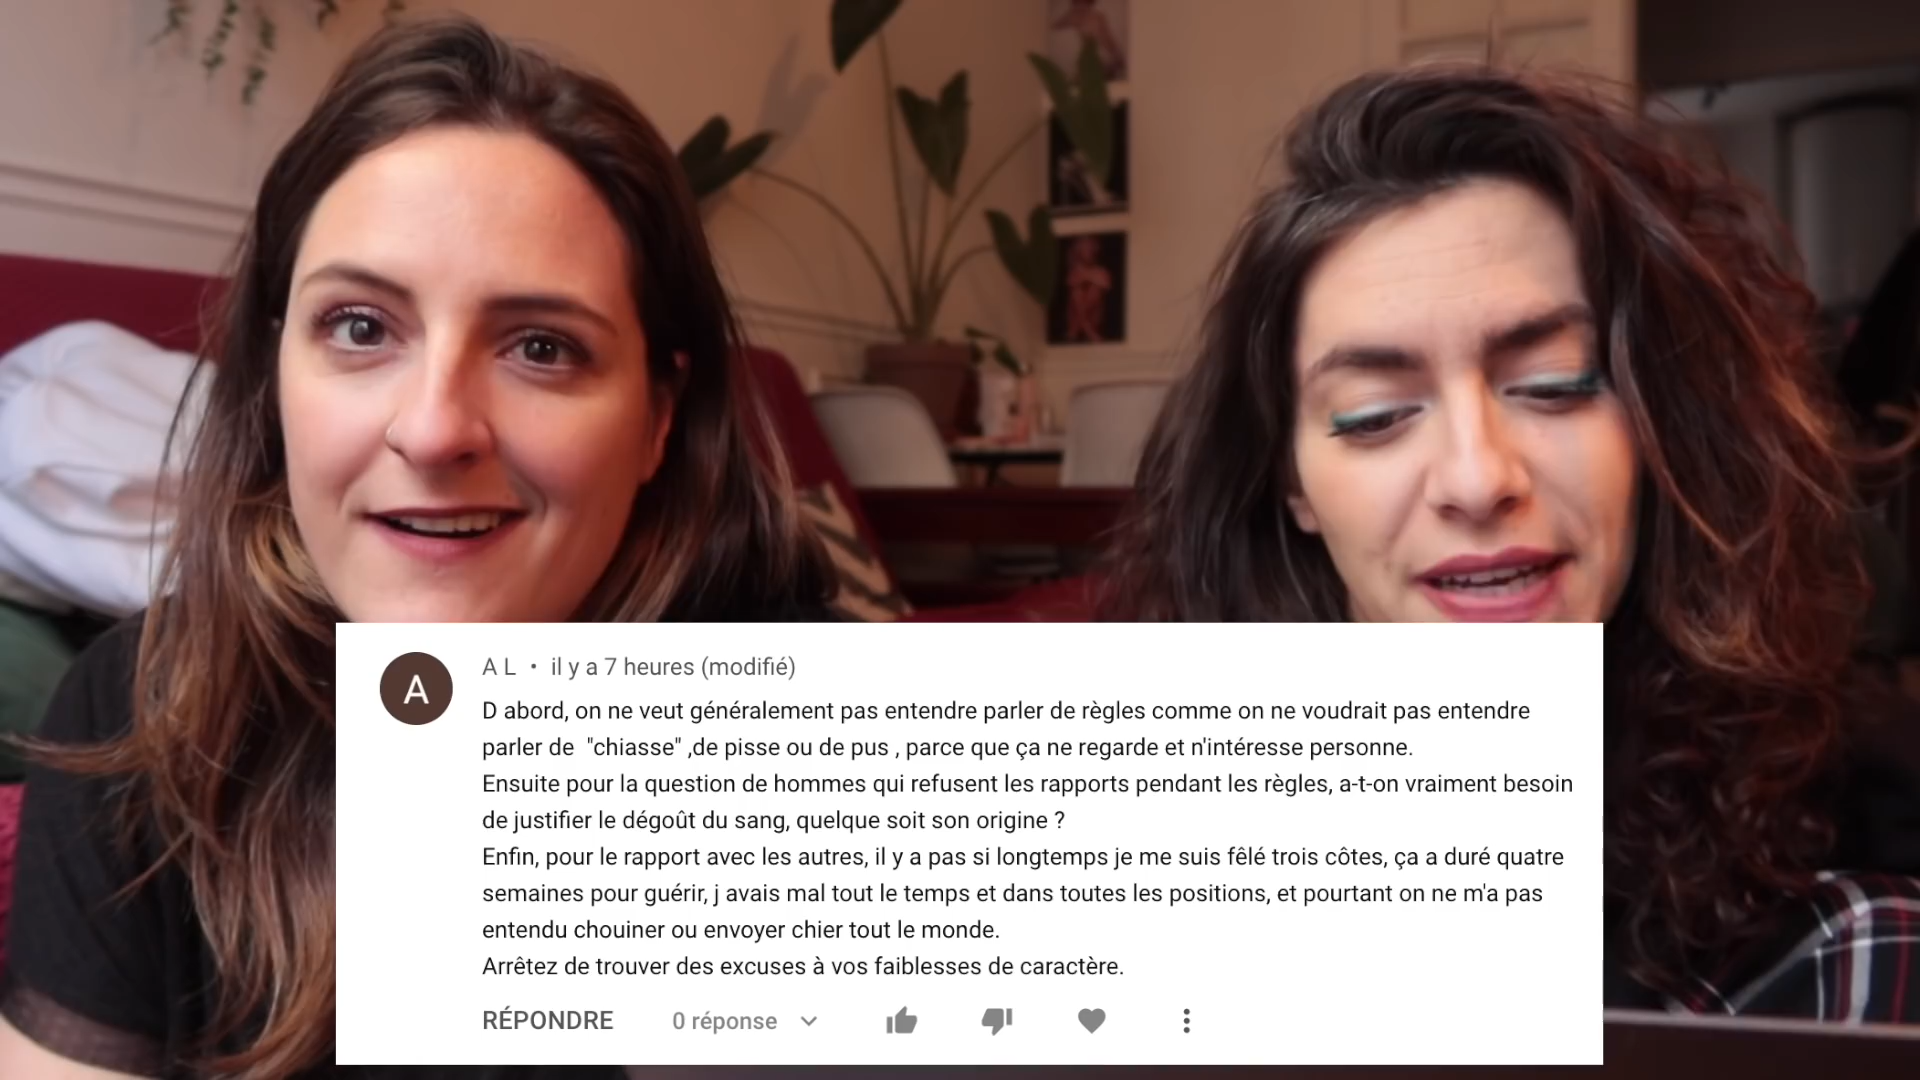 A
A L • il y a 7 heures (modifié)
D abord, on ne veut généralement pas entendre parler de règles comme on ne voudrait pas entendre
parler de "chiasse" ,de pisse ou de pus , parce que ça ne regarde et n'intéresse personne.
Ensuite pour la question de hommes qui refusent les rapports pendant les règles, a-t-on vraiment besoin
de justifier le dégoût du sang, quelque soit son origine ?
Enfin, pour le rapport avec les autres, il y a pas si longtemps je me suis fêlé trois côtes, ça a duré quatre
semaines pour guérir, j avais mal tout le temps et dans toutes les positions, et pourtant on ne m'a pas
entendu chouiner ou envoyer chier tout le monde.
Arrêtez de trouver des excuses à vos faiblesses de caractère.
RÉPONDRE 0 réponse